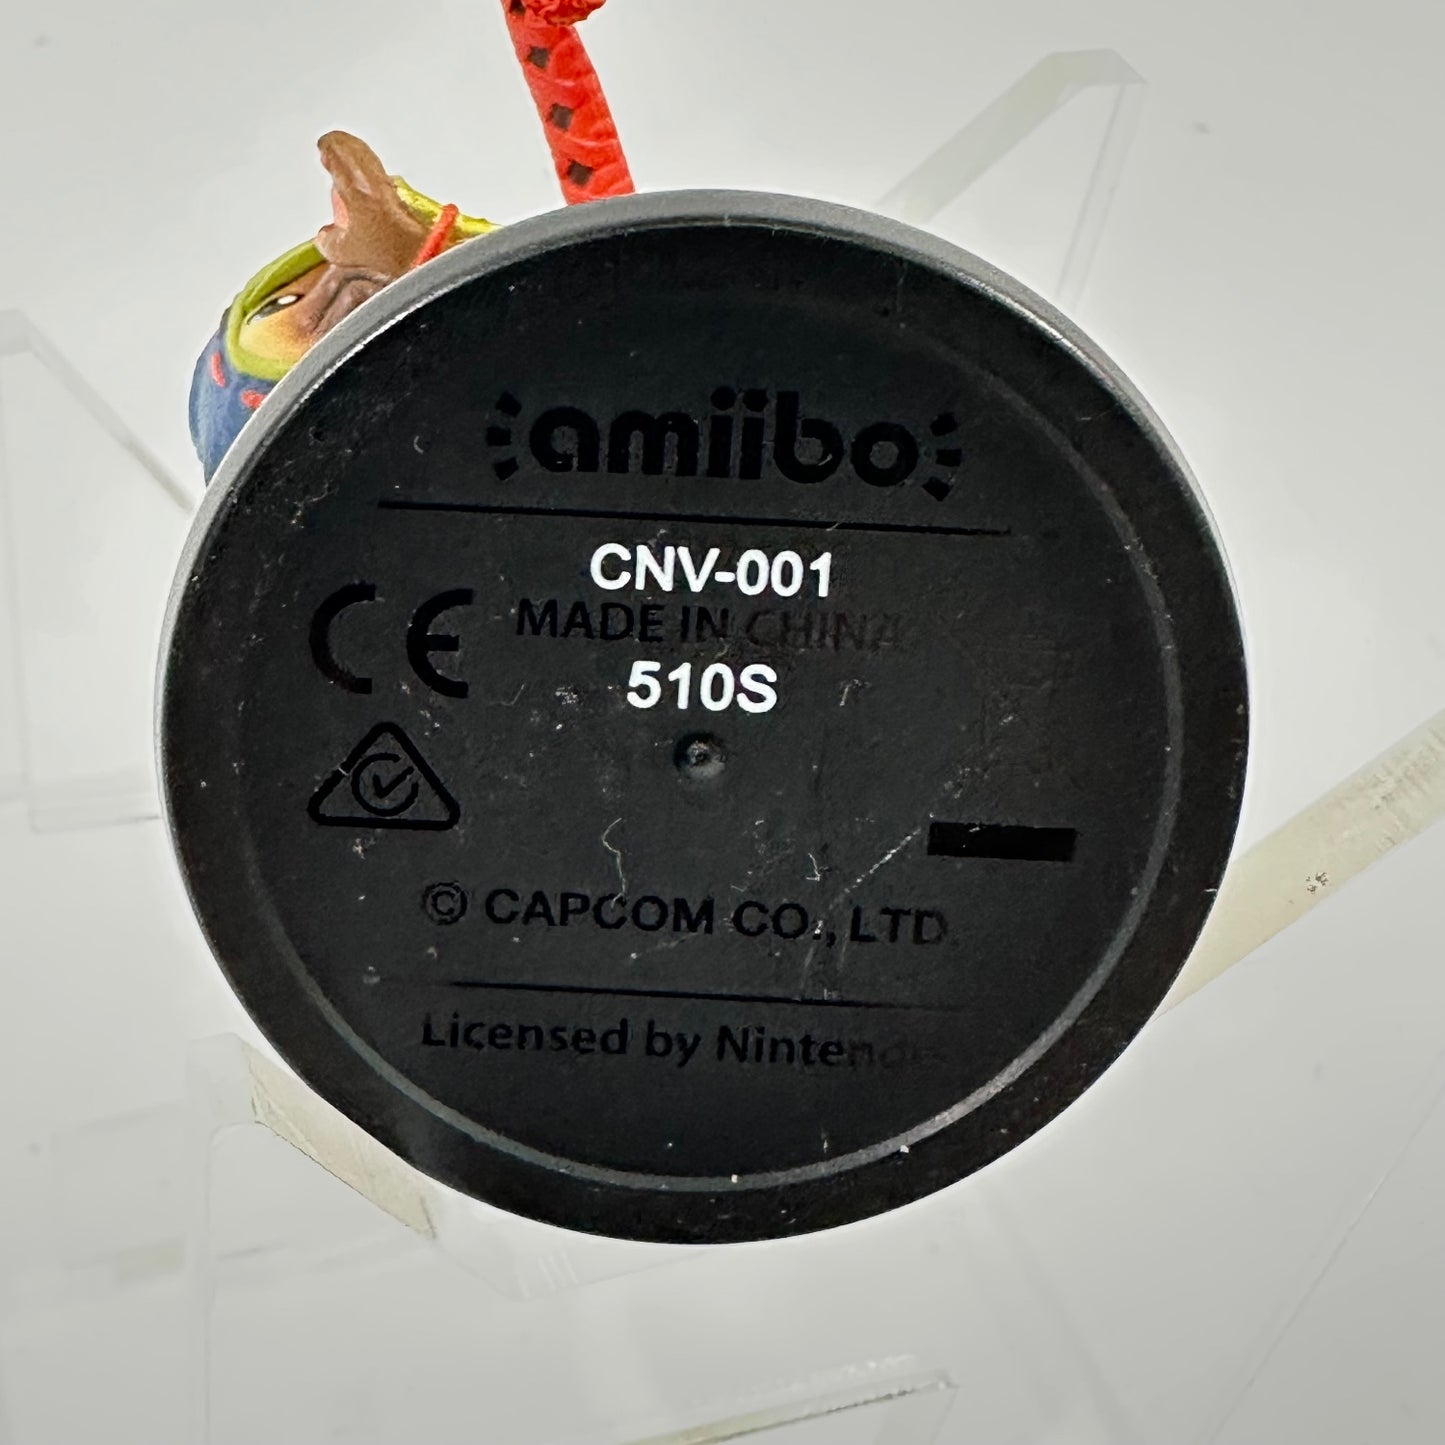 amiibo
CNV-001
CE
MADE IN CHINA
510S
© CAPCOM CO., LTD.
Licensed by Nintendo